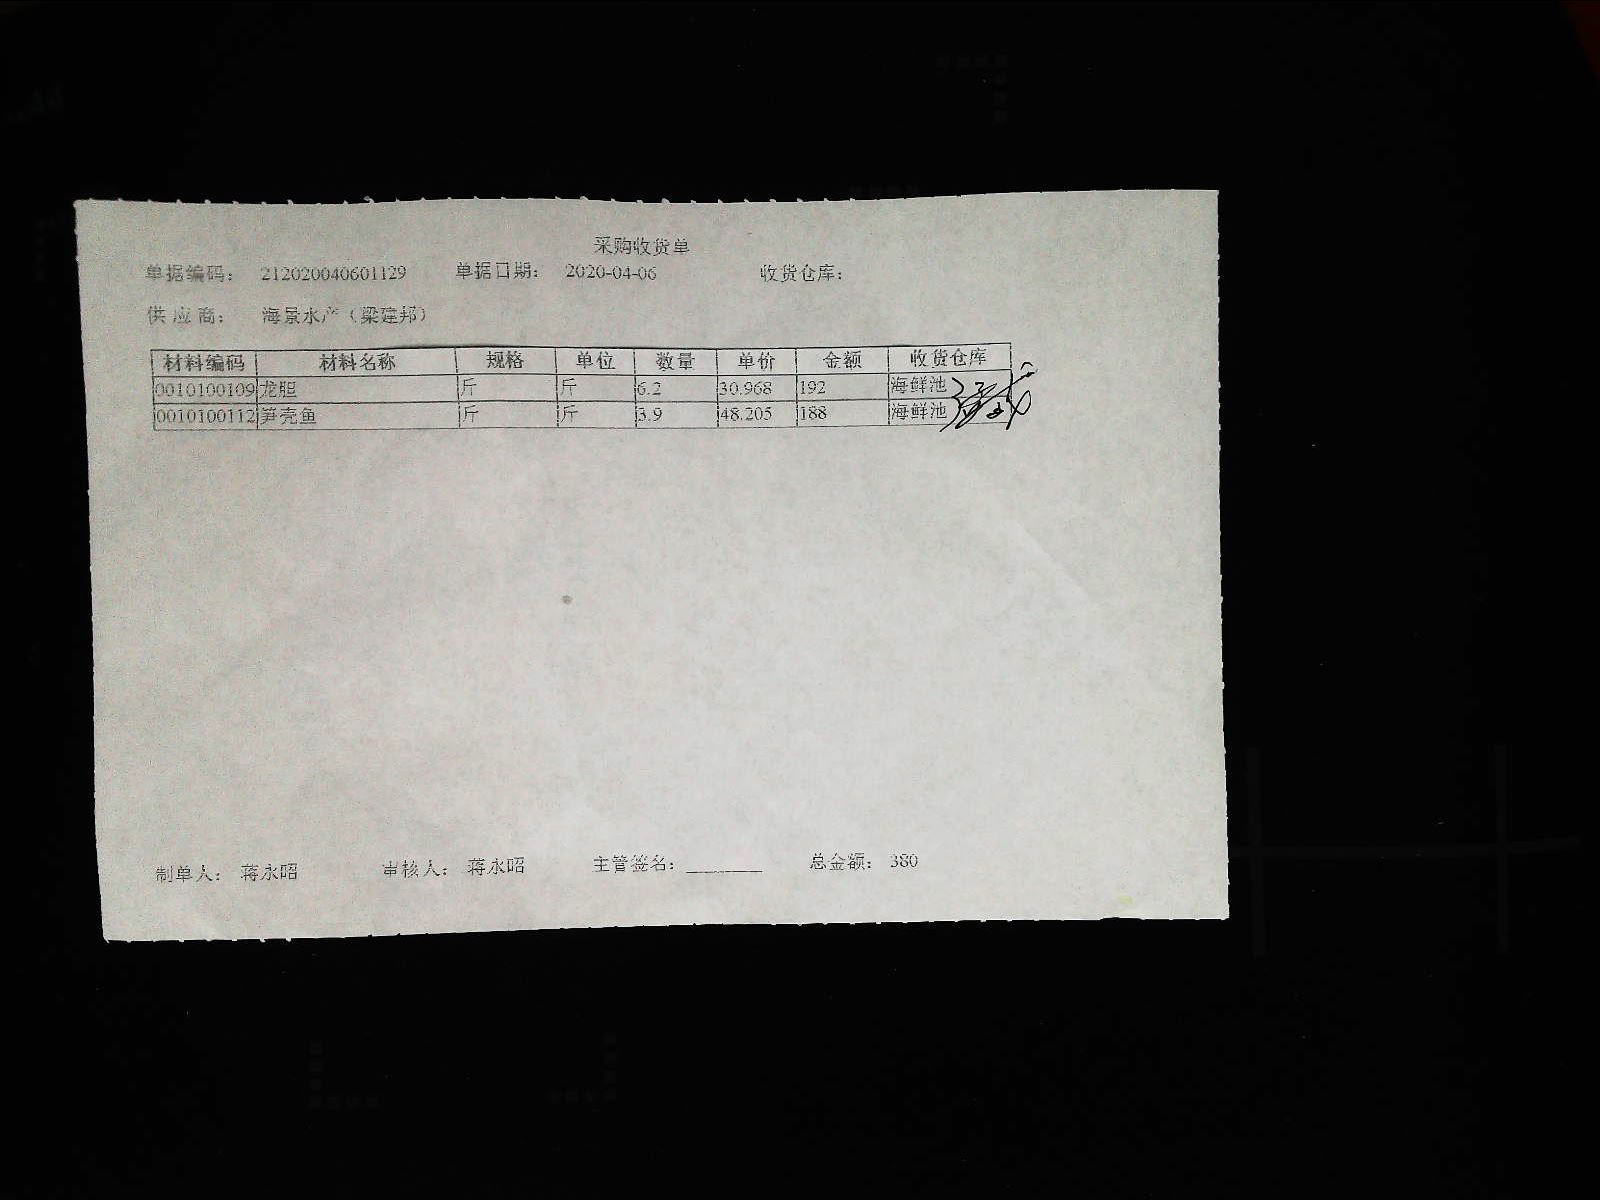 采购收货单
单据编码： 212020040601129 单据日期： 2020-04-06 收货仓库：
供应商： 海景水产（梁建邦）
材料编码 材料名称 规格 单位 数量 单价 金额 收货仓库
0010100109 龙胆 斤 斤 6.2 30.968 192 海鲜池
0010100112 笋壳鱼 斤 斤 3.9 48.205 188 海鲜池
制单人： 蒋永昭 审核人： 蒋永昭 主管签名： 总金额： 380